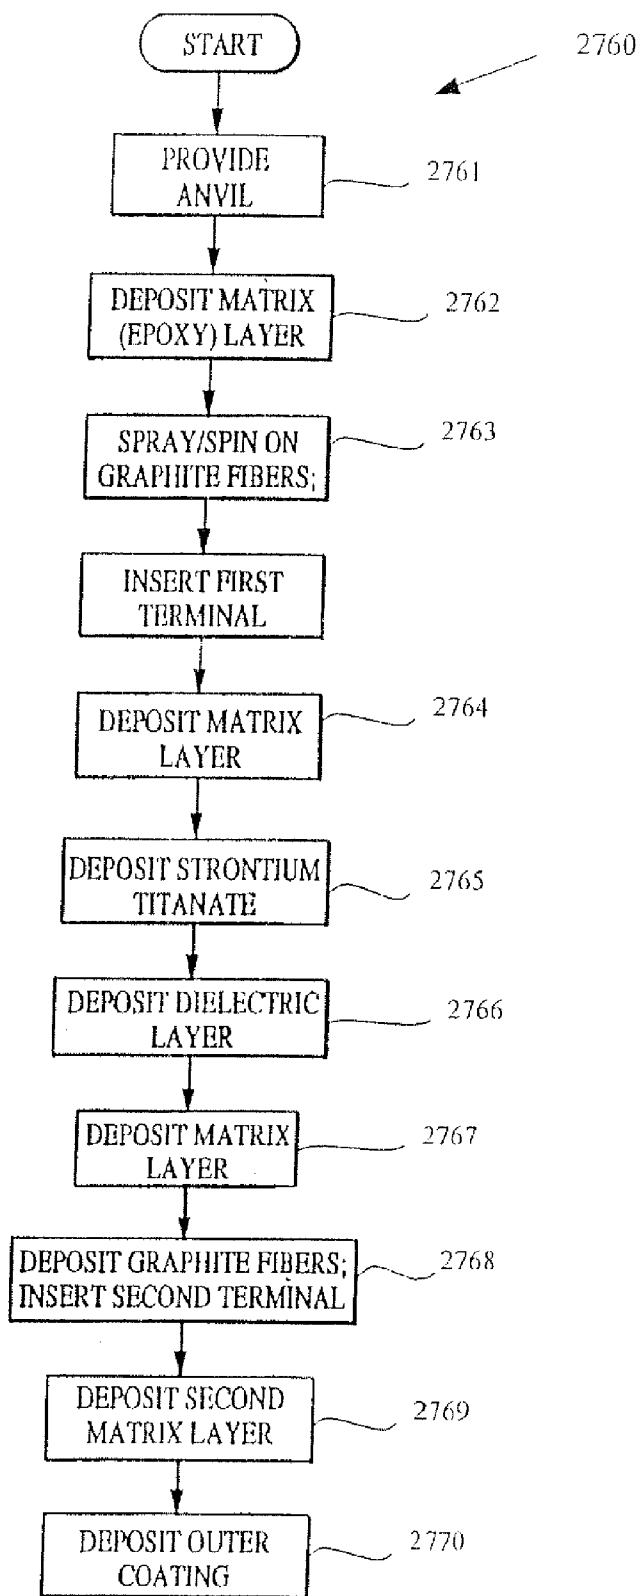 START
2760
PROVIDE
ANVIL
2761
DEPOSIT MATRIX
(EPOXY) LAYER
2762
SPRAY/SPIN ON
GRAPHITE FIBERS;
2763
INSERT FIRST
TERMINAL
DEPOSIT MATRIX
LAYER
2764
DEPOSIT STRONTIUM
TITANATE
2765
DEPOSIT DIELECTRIC
LAYER
2766
DEPOSIT MATRIX
LAYER
2767
DEPOSIT GRAPHITE FIBERS;
INSERT SECOND TERMINAL
2768
DEPOSIT SECOND
MATRIX LAYER
2769
DEPOSIT OUTER
COATING
2770